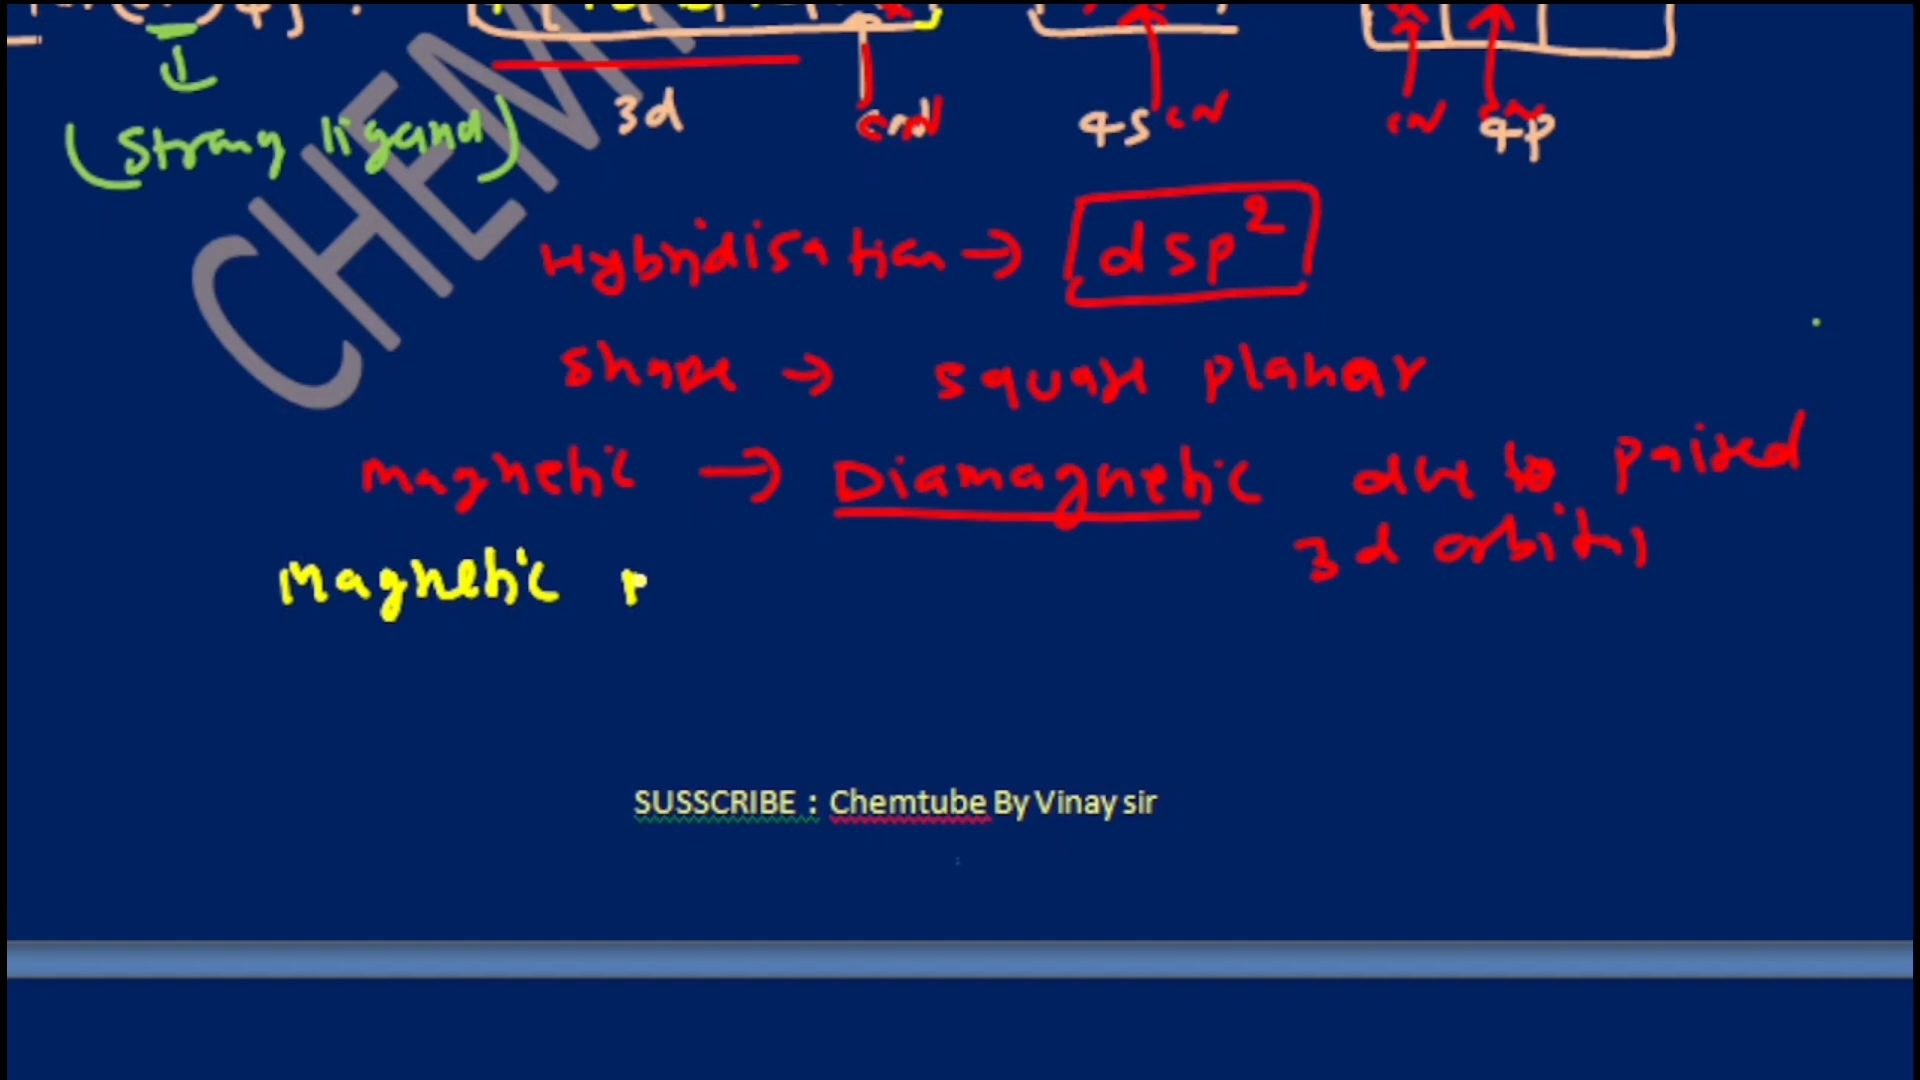 (strong ligand) 3d CN 4s CN CN CN 4p
Hybridisation → dsp²
shape → square planar
Magnetic → Diamagnetic due to paired
3d orbitals
Magnetic
CHEM
SUSSCRIBE : Chemtube By Vinay sir